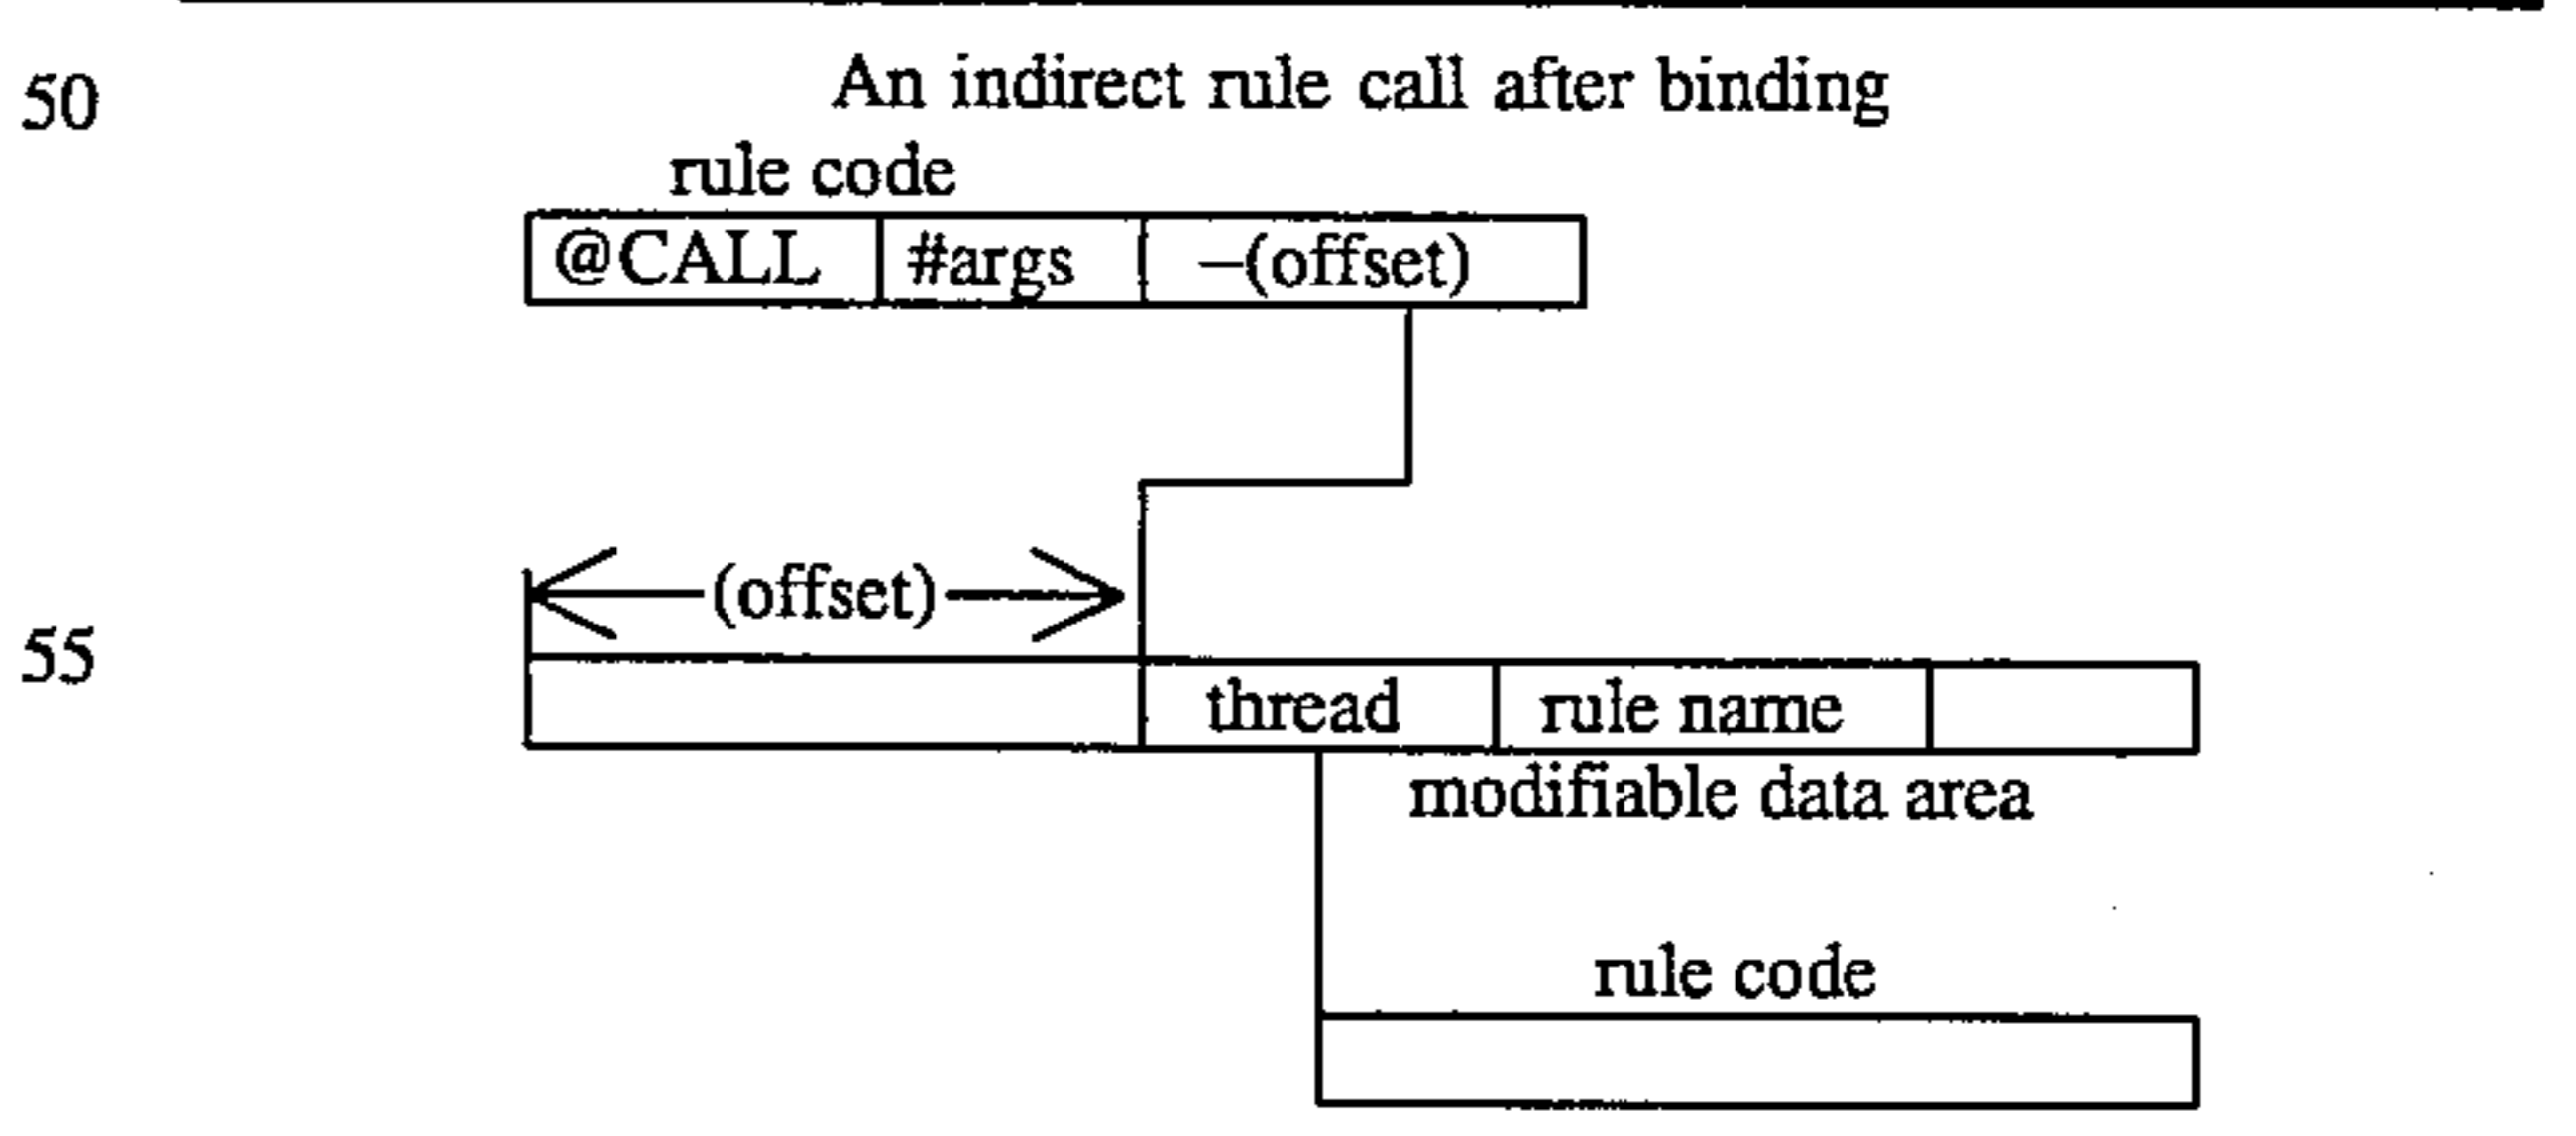 50 An indirect rule call after binding
rule code
@CALL #args –(offset)
(offset)
55
thread rule name
modifiable data area
rule code